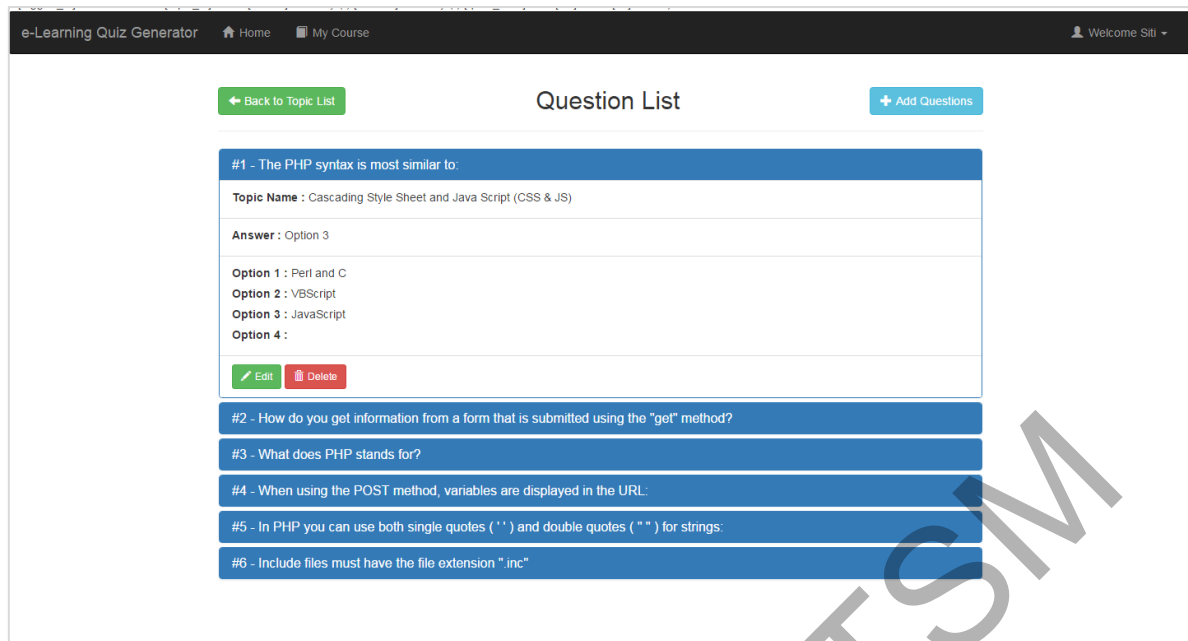 e-Learning Quiz Generator Home My Course Welcome Siti
Back to Topic List Question List Add Questions
#1 - The PHP syntax is most similar to:
Topic Name : Cascading Style Sheet and Java Script (CSS & JS)
Answer : Option 3
Option 1 : Perl and C
Option 2 : VBScript
Option 3 : JavaScript
Option 4 :
Edit Delete
#2 - How do you get information from a form that is submitted using the "get" method?
#3 - What does PHP stands for?
#4 - When using the POST method, variables are displayed in the URL:
#5 - In PHP you can use both single quotes ( ' ' ) and double quotes ( " " ) for strings:
#6 - Include files must have the file extension ".inc"
TSM